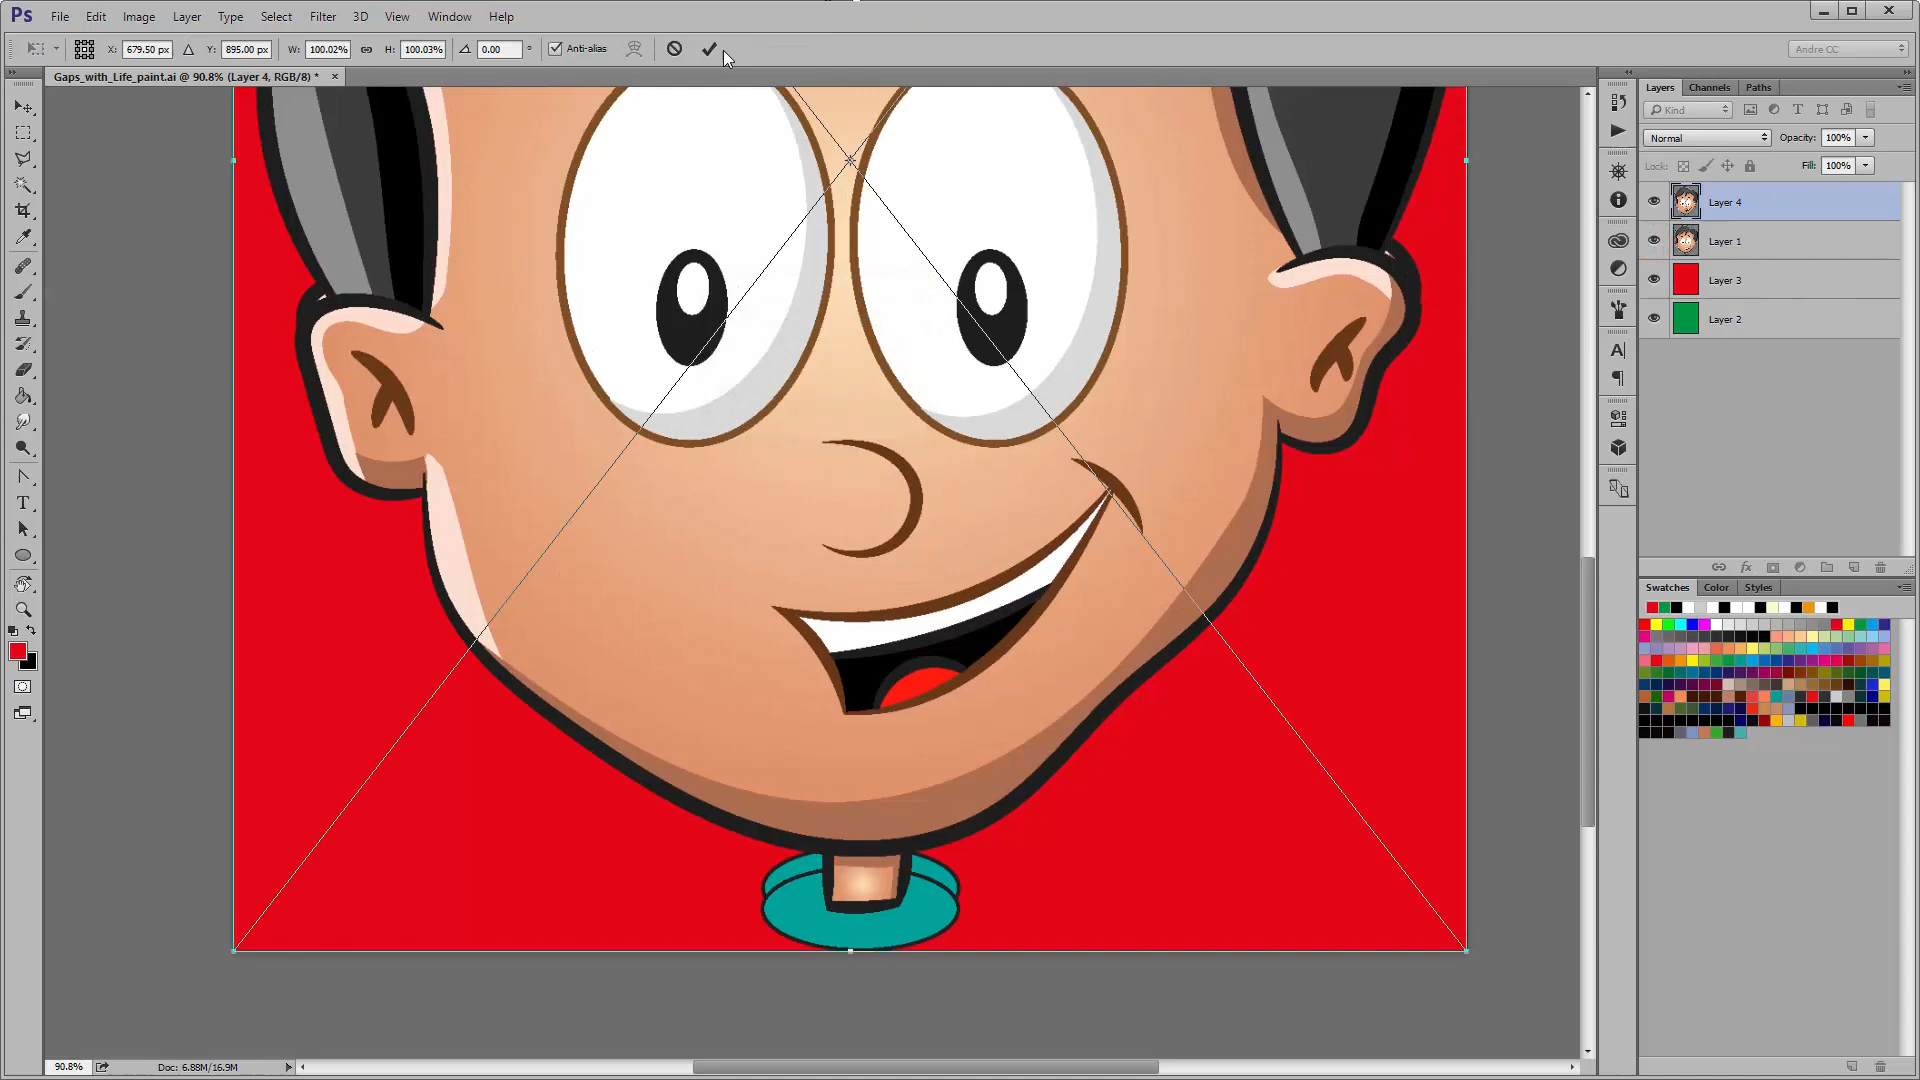 Ps File Edit Image Layer Type Select Filter 3D View Window Help
X: 679.50 px Y: 895.00 px W: 100.02% H: 100.03% 0.00 ° Anti-alias Andre CC
Gaps_with_Life_paint.ai @ 90.8% (Layer 4, RGB/8) * ×
Layers Channels Paths
Kind
Normal Opacity: 100%
Lock: Fill: 100%
Layer 4
Layer 1
Layer 3
Layer 2
Swatches Color Styles
90.8% Doc: 6.88M/16.9M